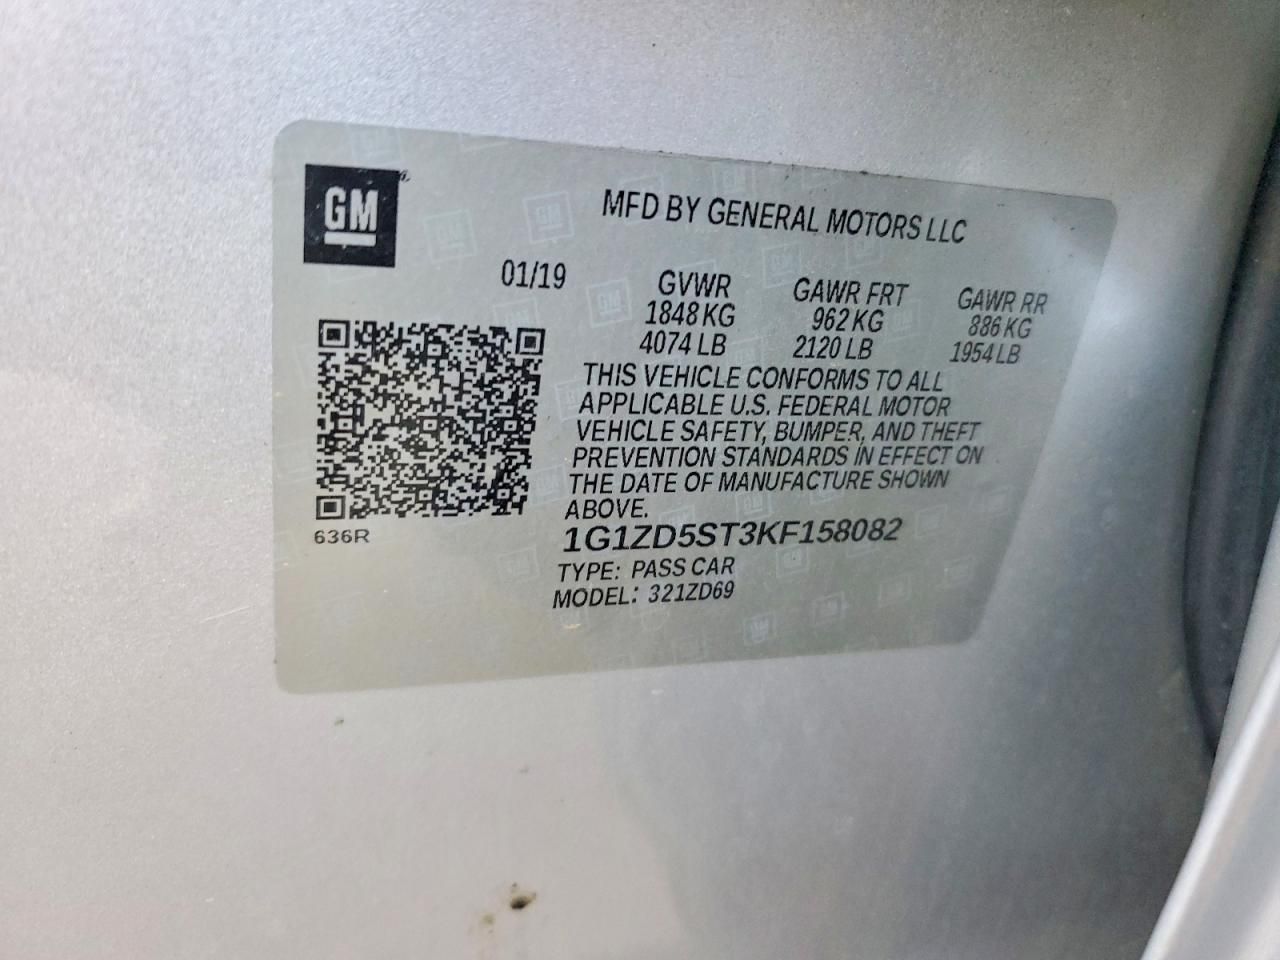 GM
MFD BY GENERAL MOTORS LLC
01/19 GVWR GAWR FRT GAWR RR
1848 KG 962 KG 886 KG
4074 LB 2120 LB 1954 LB
THIS VEHICLE CONFORMS TO ALL
APPLICABLE U.S. FEDERAL MOTOR
VEHICLE SAFETY, BUMPER, AND THEFT
PREVENTION STANDARDS IN EFFECT ON
THE DATE OF MANUFACTURE SHOWN
ABOVE.
636R
1G1ZD5ST3KF158082
TYPE: PASS CAR
MODEL: 321ZD69